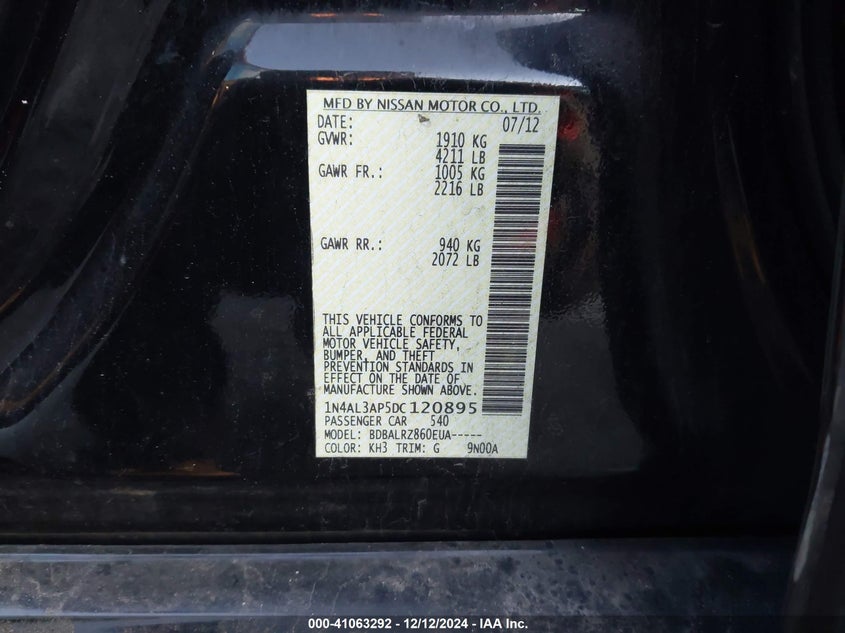 MFD BY NISSAN MOTOR CO., LTD.
DATE: 07/12
GVWR: 1910 KG
4211 LB
GAWR FR.: 1005 KG
2216 LB
GAWR RR.: 940 KG
2072 LB
THIS VEHICLE CONFORMS TO
ALL APPLICABLE FEDERAL
MOTOR VEHICLE SAFETY,
BUMPER, AND THEFT
PREVENTION STANDARDS IN
EFFECT ON THE DATE OF
MANUFACTURE SHOWN ABOVE.
1N4AL3AP5DC120895
PASSENGER CAR 540
MODEL: BDBALRZ860EUA-----
COLOR: KH3 TRIM: G 9N00A
000-41063292 - 12/12/2024 - IAA Inc.